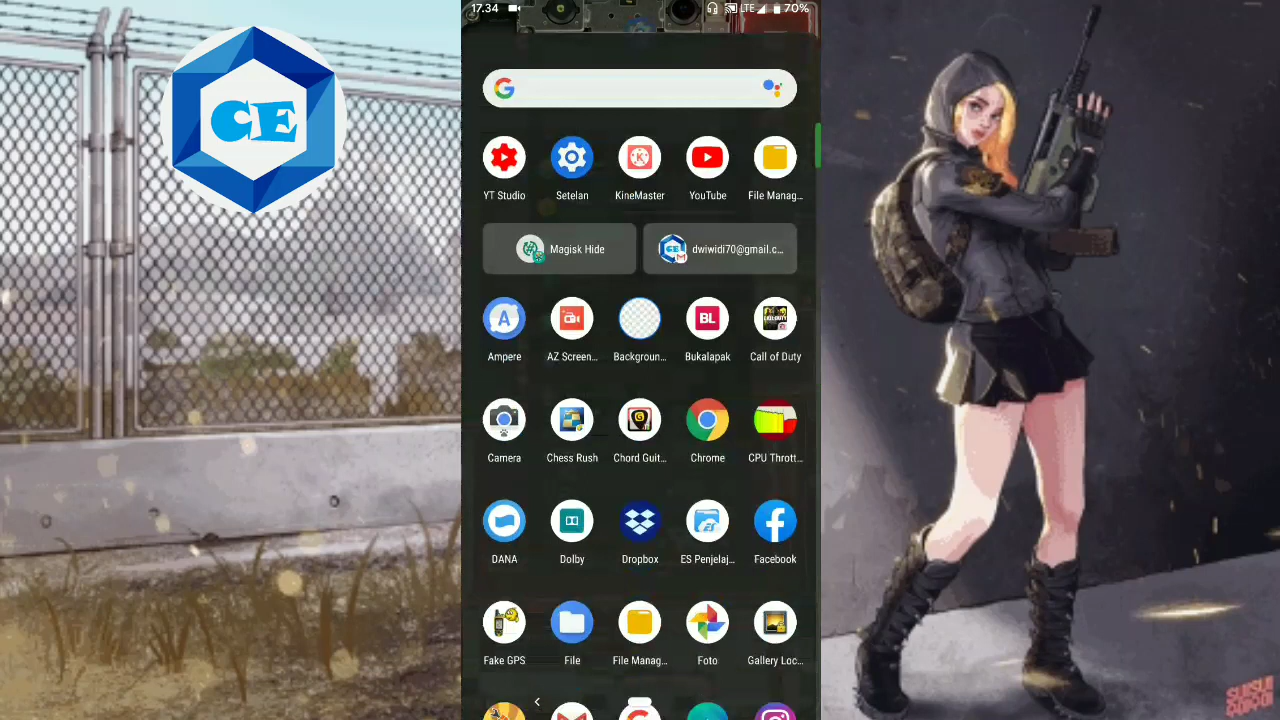 17.34
LTE 70%
CE
YT Studio Setelan KineMaster YouTube File Manag...
Magisk Hide dwiwidi70@gmail.c...
Ampere AZ Screen... Backgroun... Bukalapak Call of Duty
Camera Chess Rush Chord Guit... Chrome CPU Thrott...
DANA Dolby Dropbox ES Penjelaj... Facebook
Fake GPS File File Manag... Foto Gallery Loc...